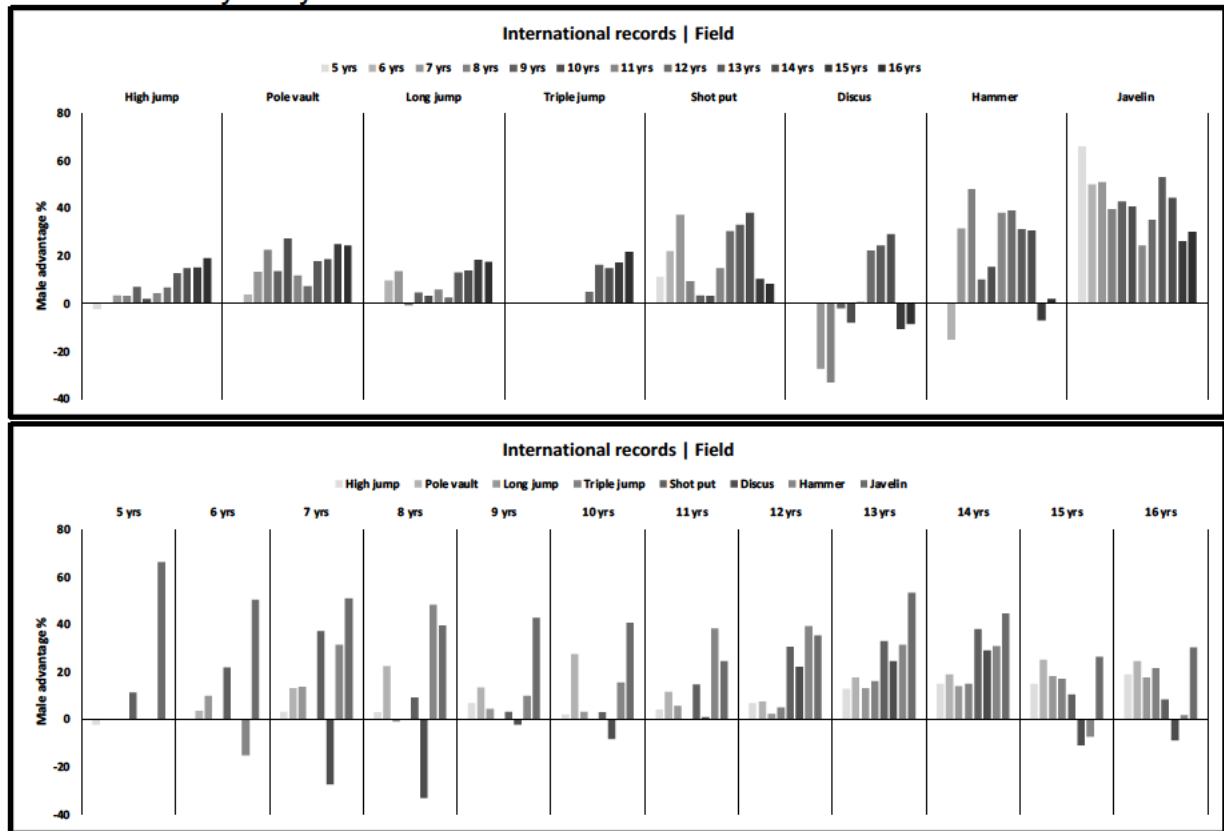 International records | Field
5 yrs 6 yrs 7 yrs 8 yrs 9 yrs 10 yrs 11 yrs 12 yrs 13 yrs 14 yrs 15 yrs 16 yrs
High jump Pole vault Long jump Triple jump Shot put Discus Hammer Javelin
Male advantage %
80
60
40
20
0
-20
-40
International records | Field
High jump Pole vault Long jump Triple jump Shot put Discus Hammer Javelin
5 yrs 6 yrs 7 yrs 8 yrs 9 yrs 10 yrs 11 yrs 12 yrs 13 yrs 14 yrs 15 yrs 16 yrs
Male advantage %
80
60
40
20
0
-20
-40